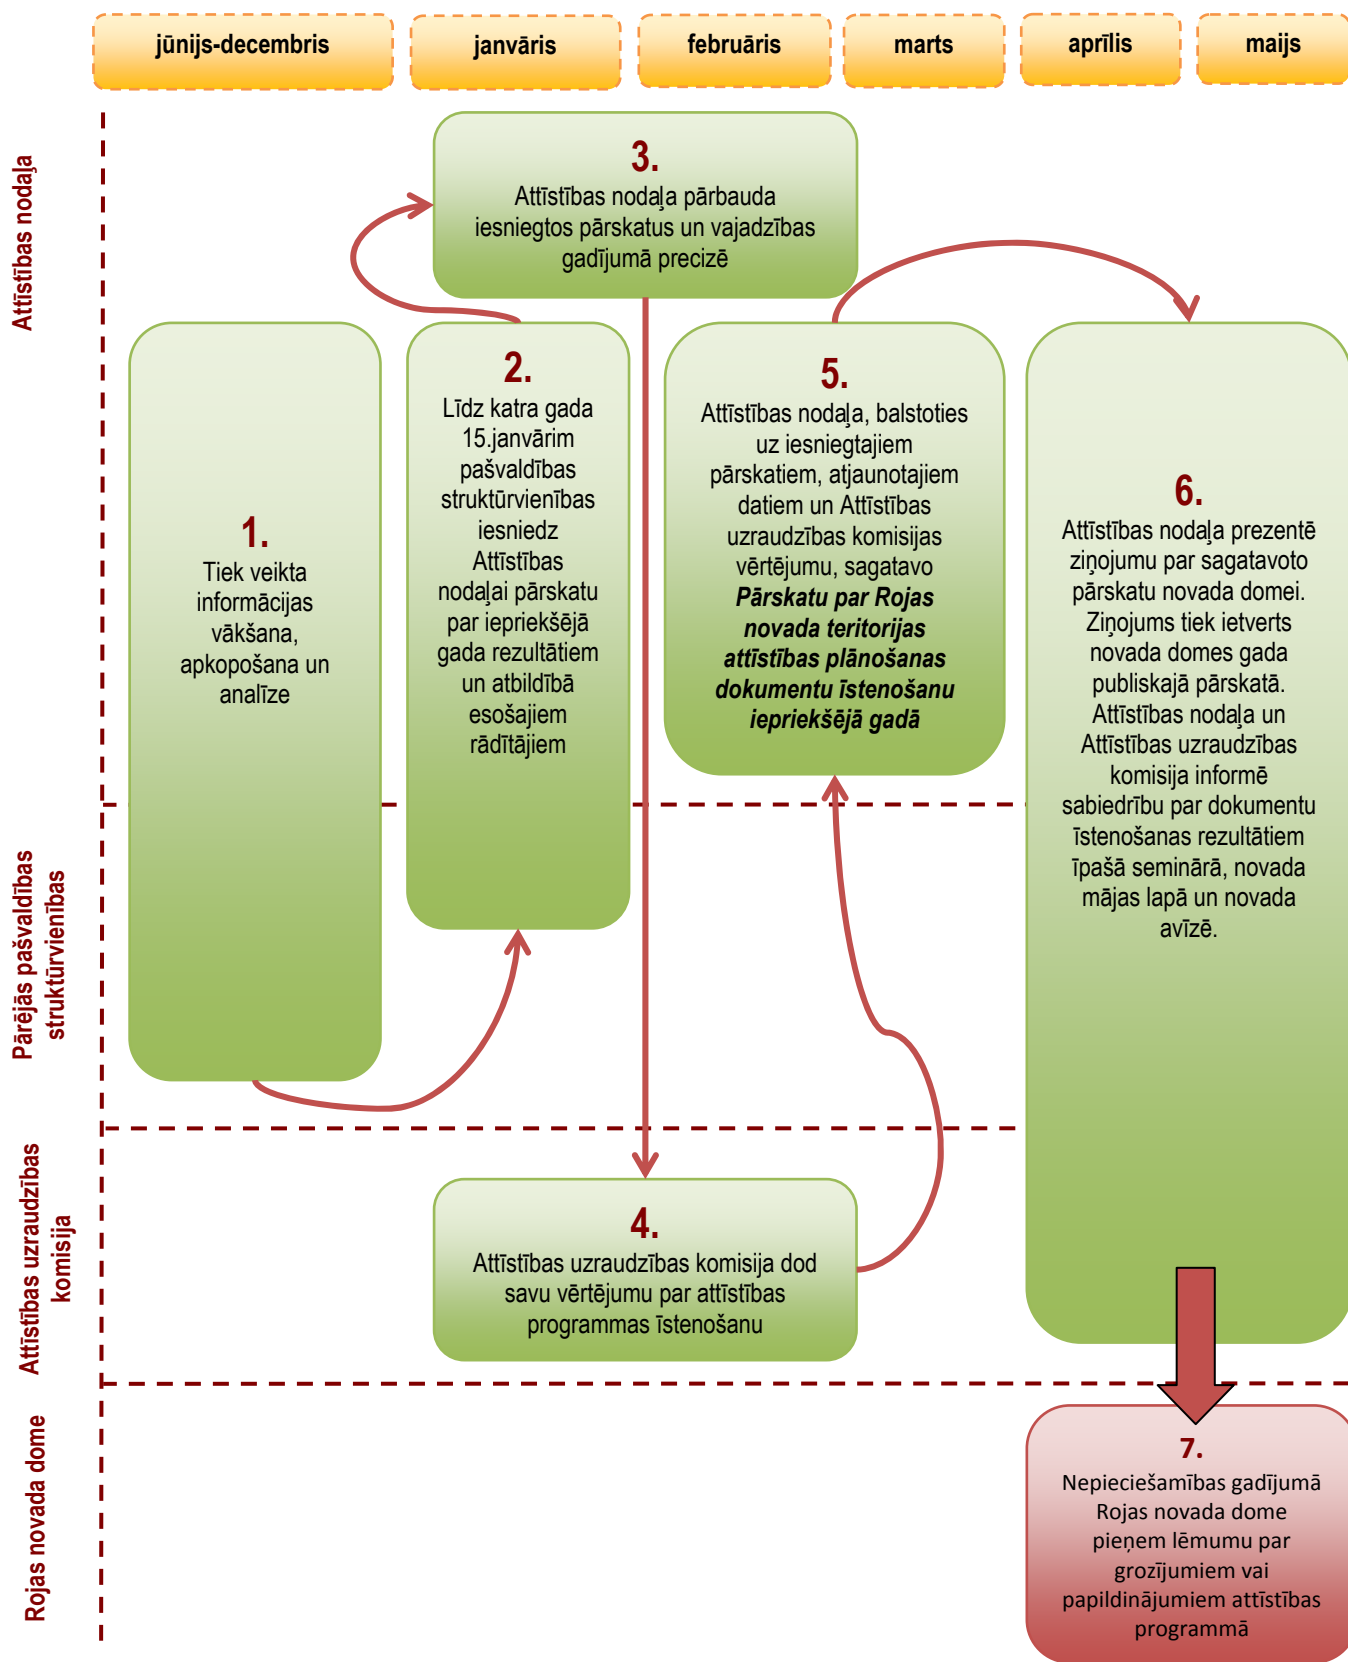 jūnijs-decembris
janvāris
februāris
marts
aprīlis
maijs
Attīstības nodaļa
Pārējās pašvaldības
struktūrvienības
Attīstības uzraudzības
komisija
Rojas novada dome
1.
Tiek veikta
informācijas
vākšana,
apkopošana un
analīze
2.
Līdz katra gada
15.janvārim
pašvaldības
struktūrvienības
iesniedz
Attīstības
nodaļai pārskatu
par iepriekšējā
gada rezultātiem
un atbildībā
esošajiem
rādītājiem
3.
Attīstības nodaļa pārbauda
iesniegtos pārskatus un vajadzības
gadījumā precizē
4.
Attīstības uzraudzības komisija dod
savu vērtējumu par attīstības
programmas īstenošanu
5.
Attīstības nodaļa, balstoties
uz iesniegtajiem
pārskatiem, atjaunotajiem
datiem un Attīstības
uzraudzības komisijas
vērtējumu, sagatavo
Pārskatu par Rojas
novada teritorijas
attīstības plānošanas
dokumentu īstenošanu
iepriekšējā gadā
6.
Attīstības nodaļa prezentē
ziņojumu par sagatavoto
pārskatu novada domei.
Ziņojums tiek ietverts
novada domes gada
publiskajā pārskatā.
Attīstības nodaļa un
Attīstības uzraudzības
komisija informē
sabiedrību par dokumentu
īstenošanas rezultātiem
īpašā seminārā, novada
mājas lapā un novada
avīzē.
7.
Nepieciešamības gadījumā
Rojas novada dome
pieņem lēmumu par
grozījumiem vai
papildinājumiem attīstības
programmā